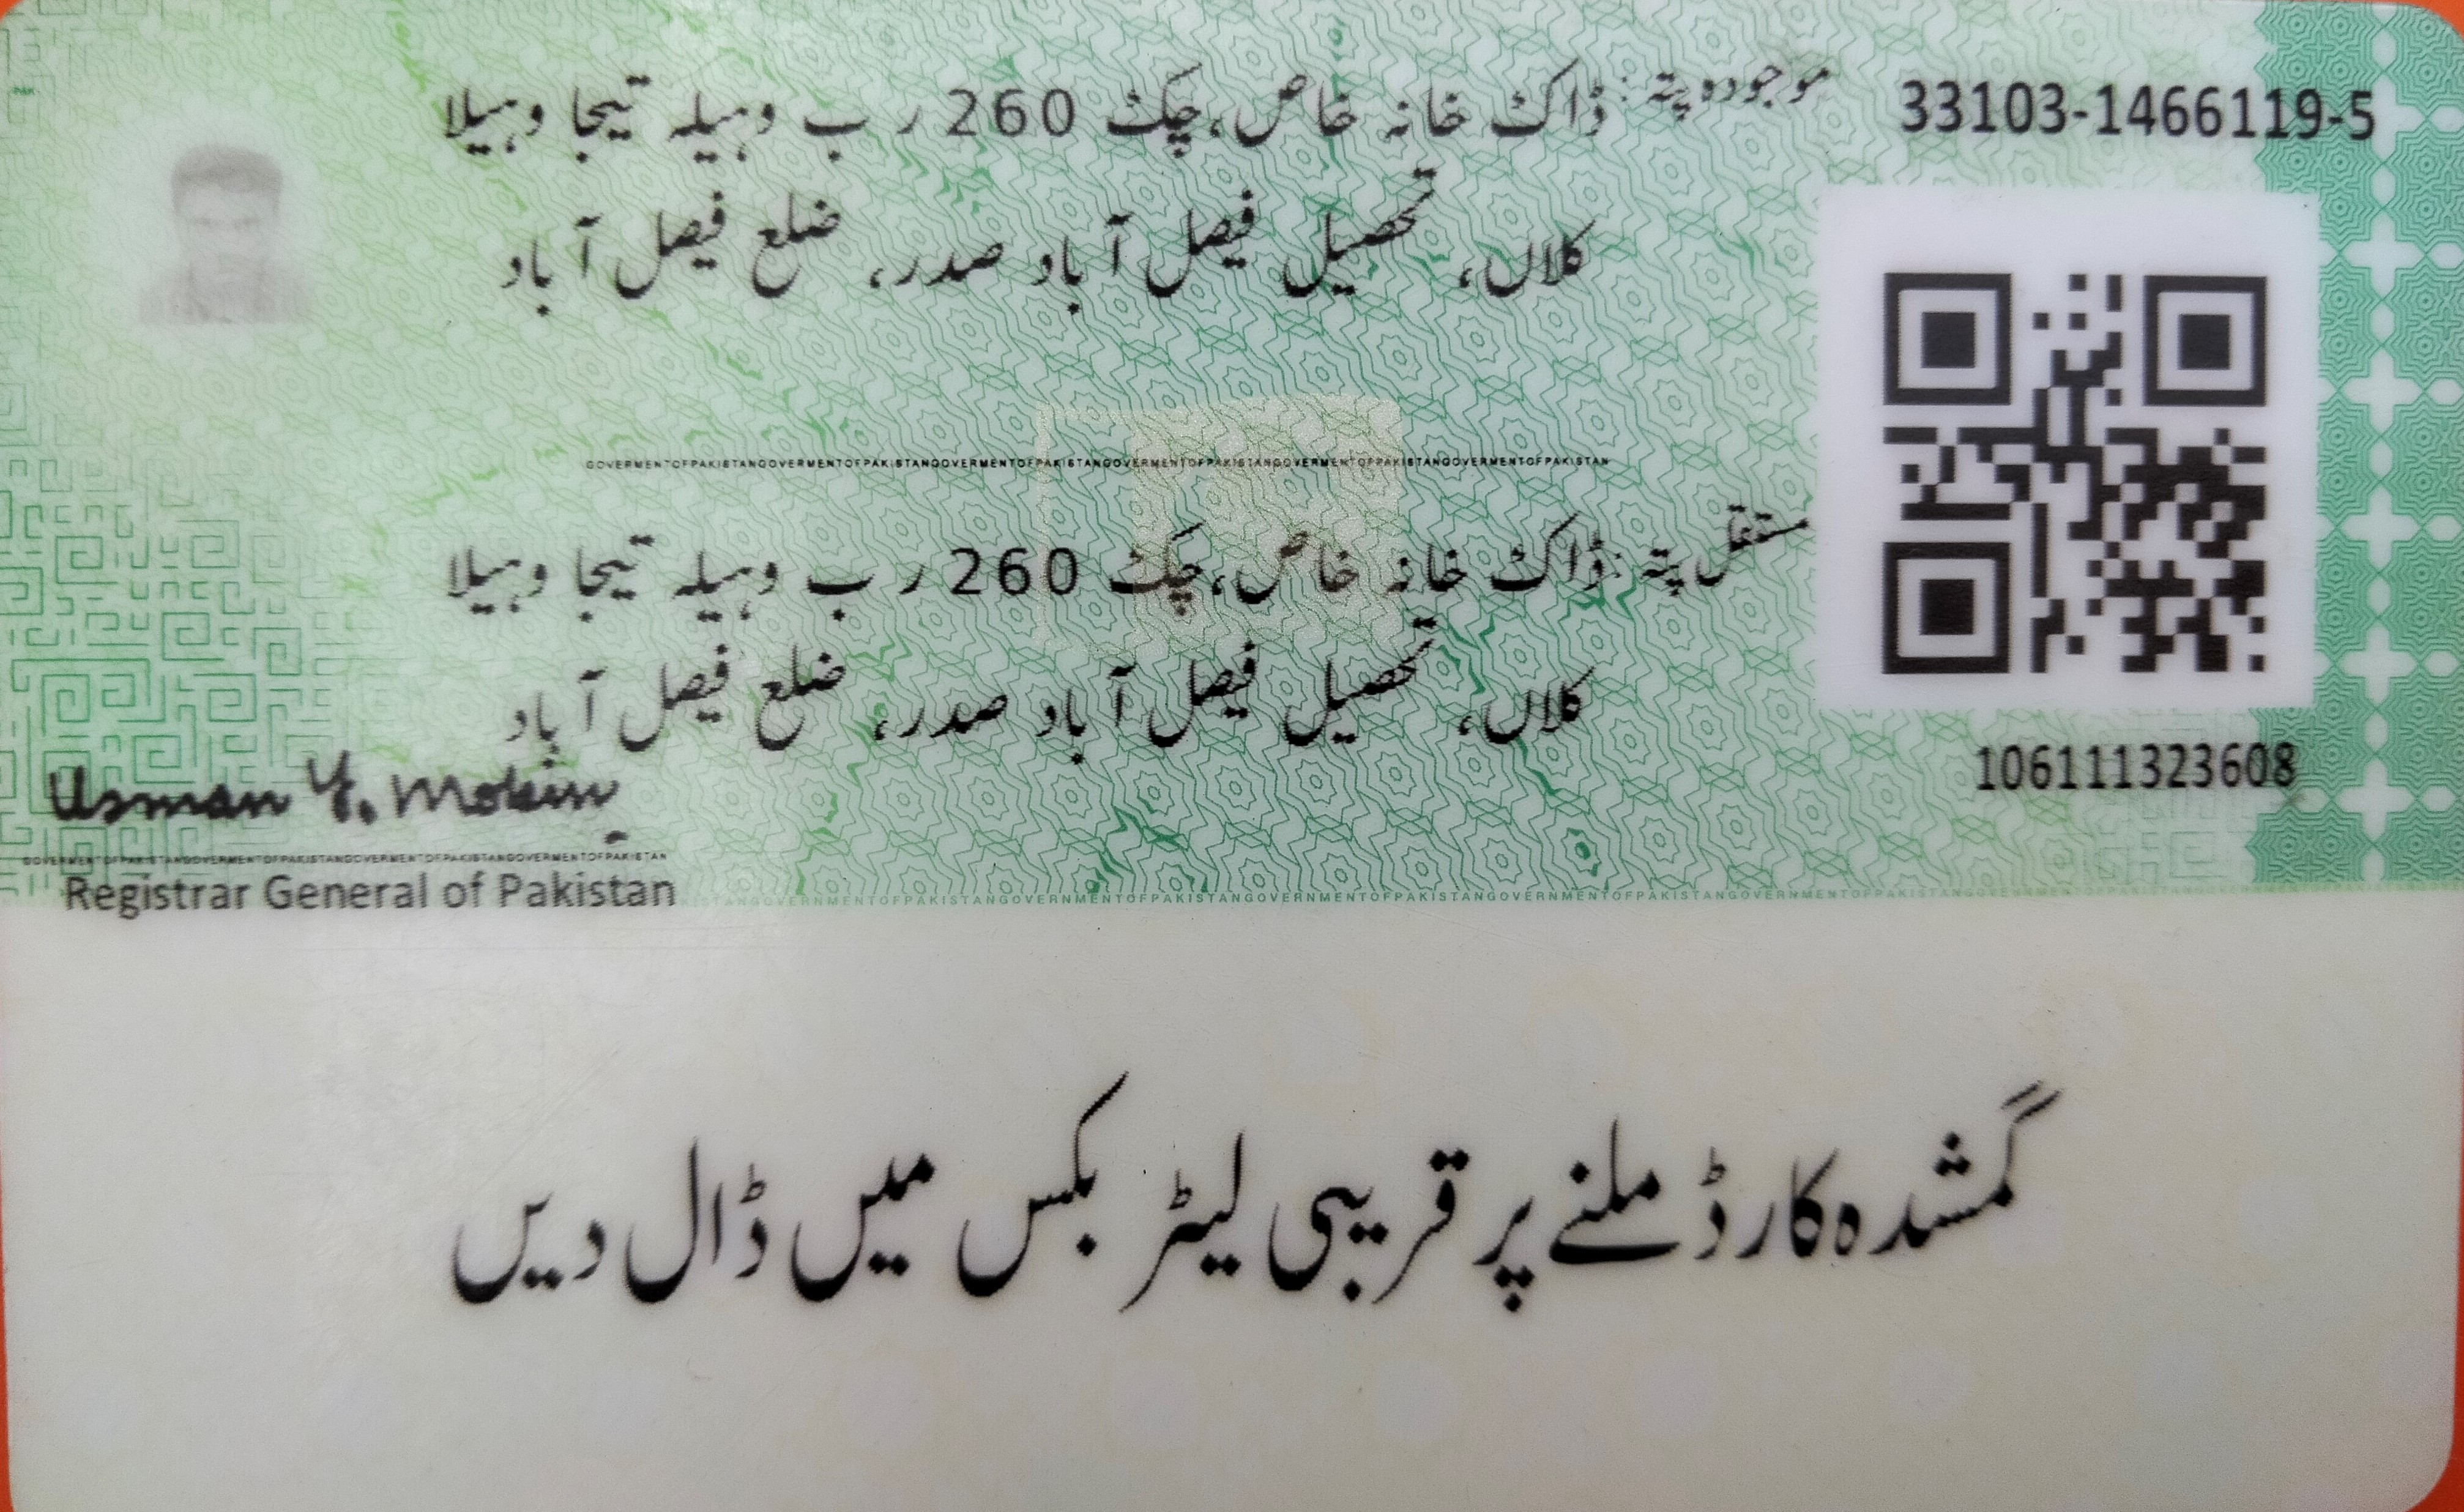 33103-1466119-5
موجودہ پتہ: ڈاک خانہ خاص، چک 260 ر ب وہیلہ تیجا وہیلا
کلاں، تحصیل فیصل آباد صدر، ضلع فیصل آباد
GOVERMENTOFPAKISTANGOVERMENTOFPAKISTANGOVERMENTOFPAKISTANGOVERMENTOFPAKISTANGOVERMENTOFPAKISTAN
مستقل پتہ: ڈاک خانہ خاص، چک 260 ر ب وہیلہ تیجا وہیلا
کلاں، تحصیل فیصل آباد صدر، ضلع فیصل آباد
106111323608
Usman Y. Mobin
Registrar General of Pakistan
گمشدہ کارڈ ملنے پر قریبی لیٹر بکس میں ڈال دیں